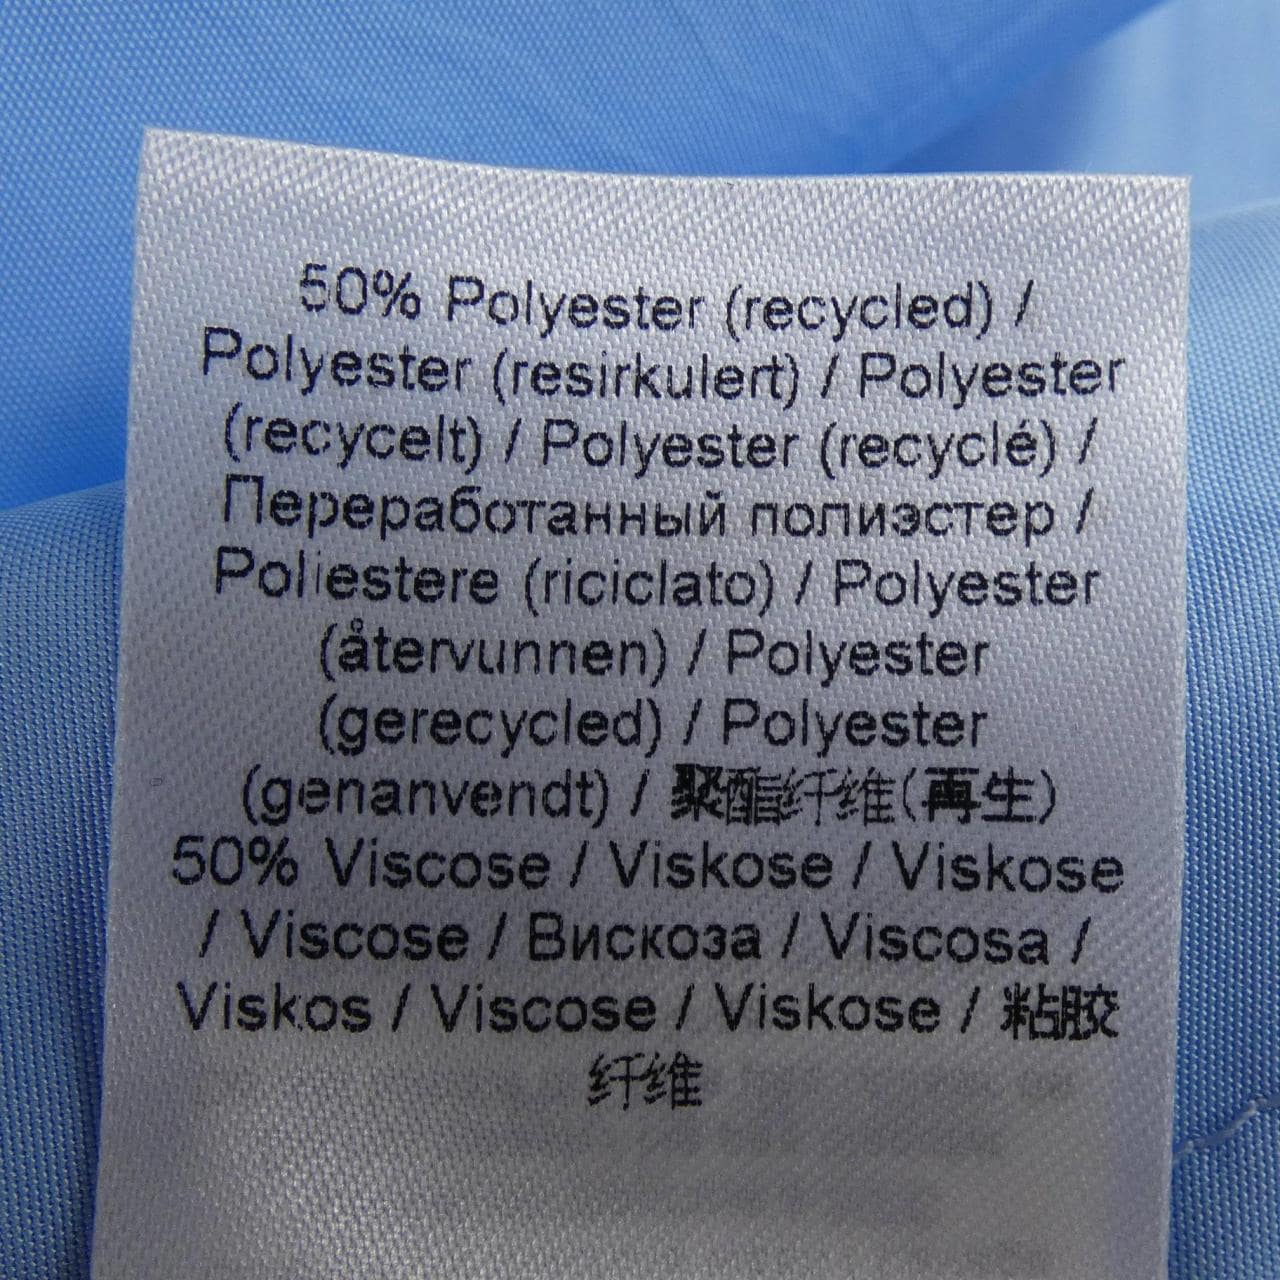 50% Polyester (recycled) /
Polyester (resirkulert) / Polyester
(recycelt) / Polyester (recyclé) /
Переработанный полиэстер /
Poliestere (riciclato) / Polyester
(återvunnen) / Polyester
(gerecycled) / Polyester
(genanvendt) / 聚酯纤维(再生)
50% Viscose / Viskose / Viskose
/ Viscose / Вискоза / Viscosa /
Viskos / Viscose / Viskose / 粘胶
纤维